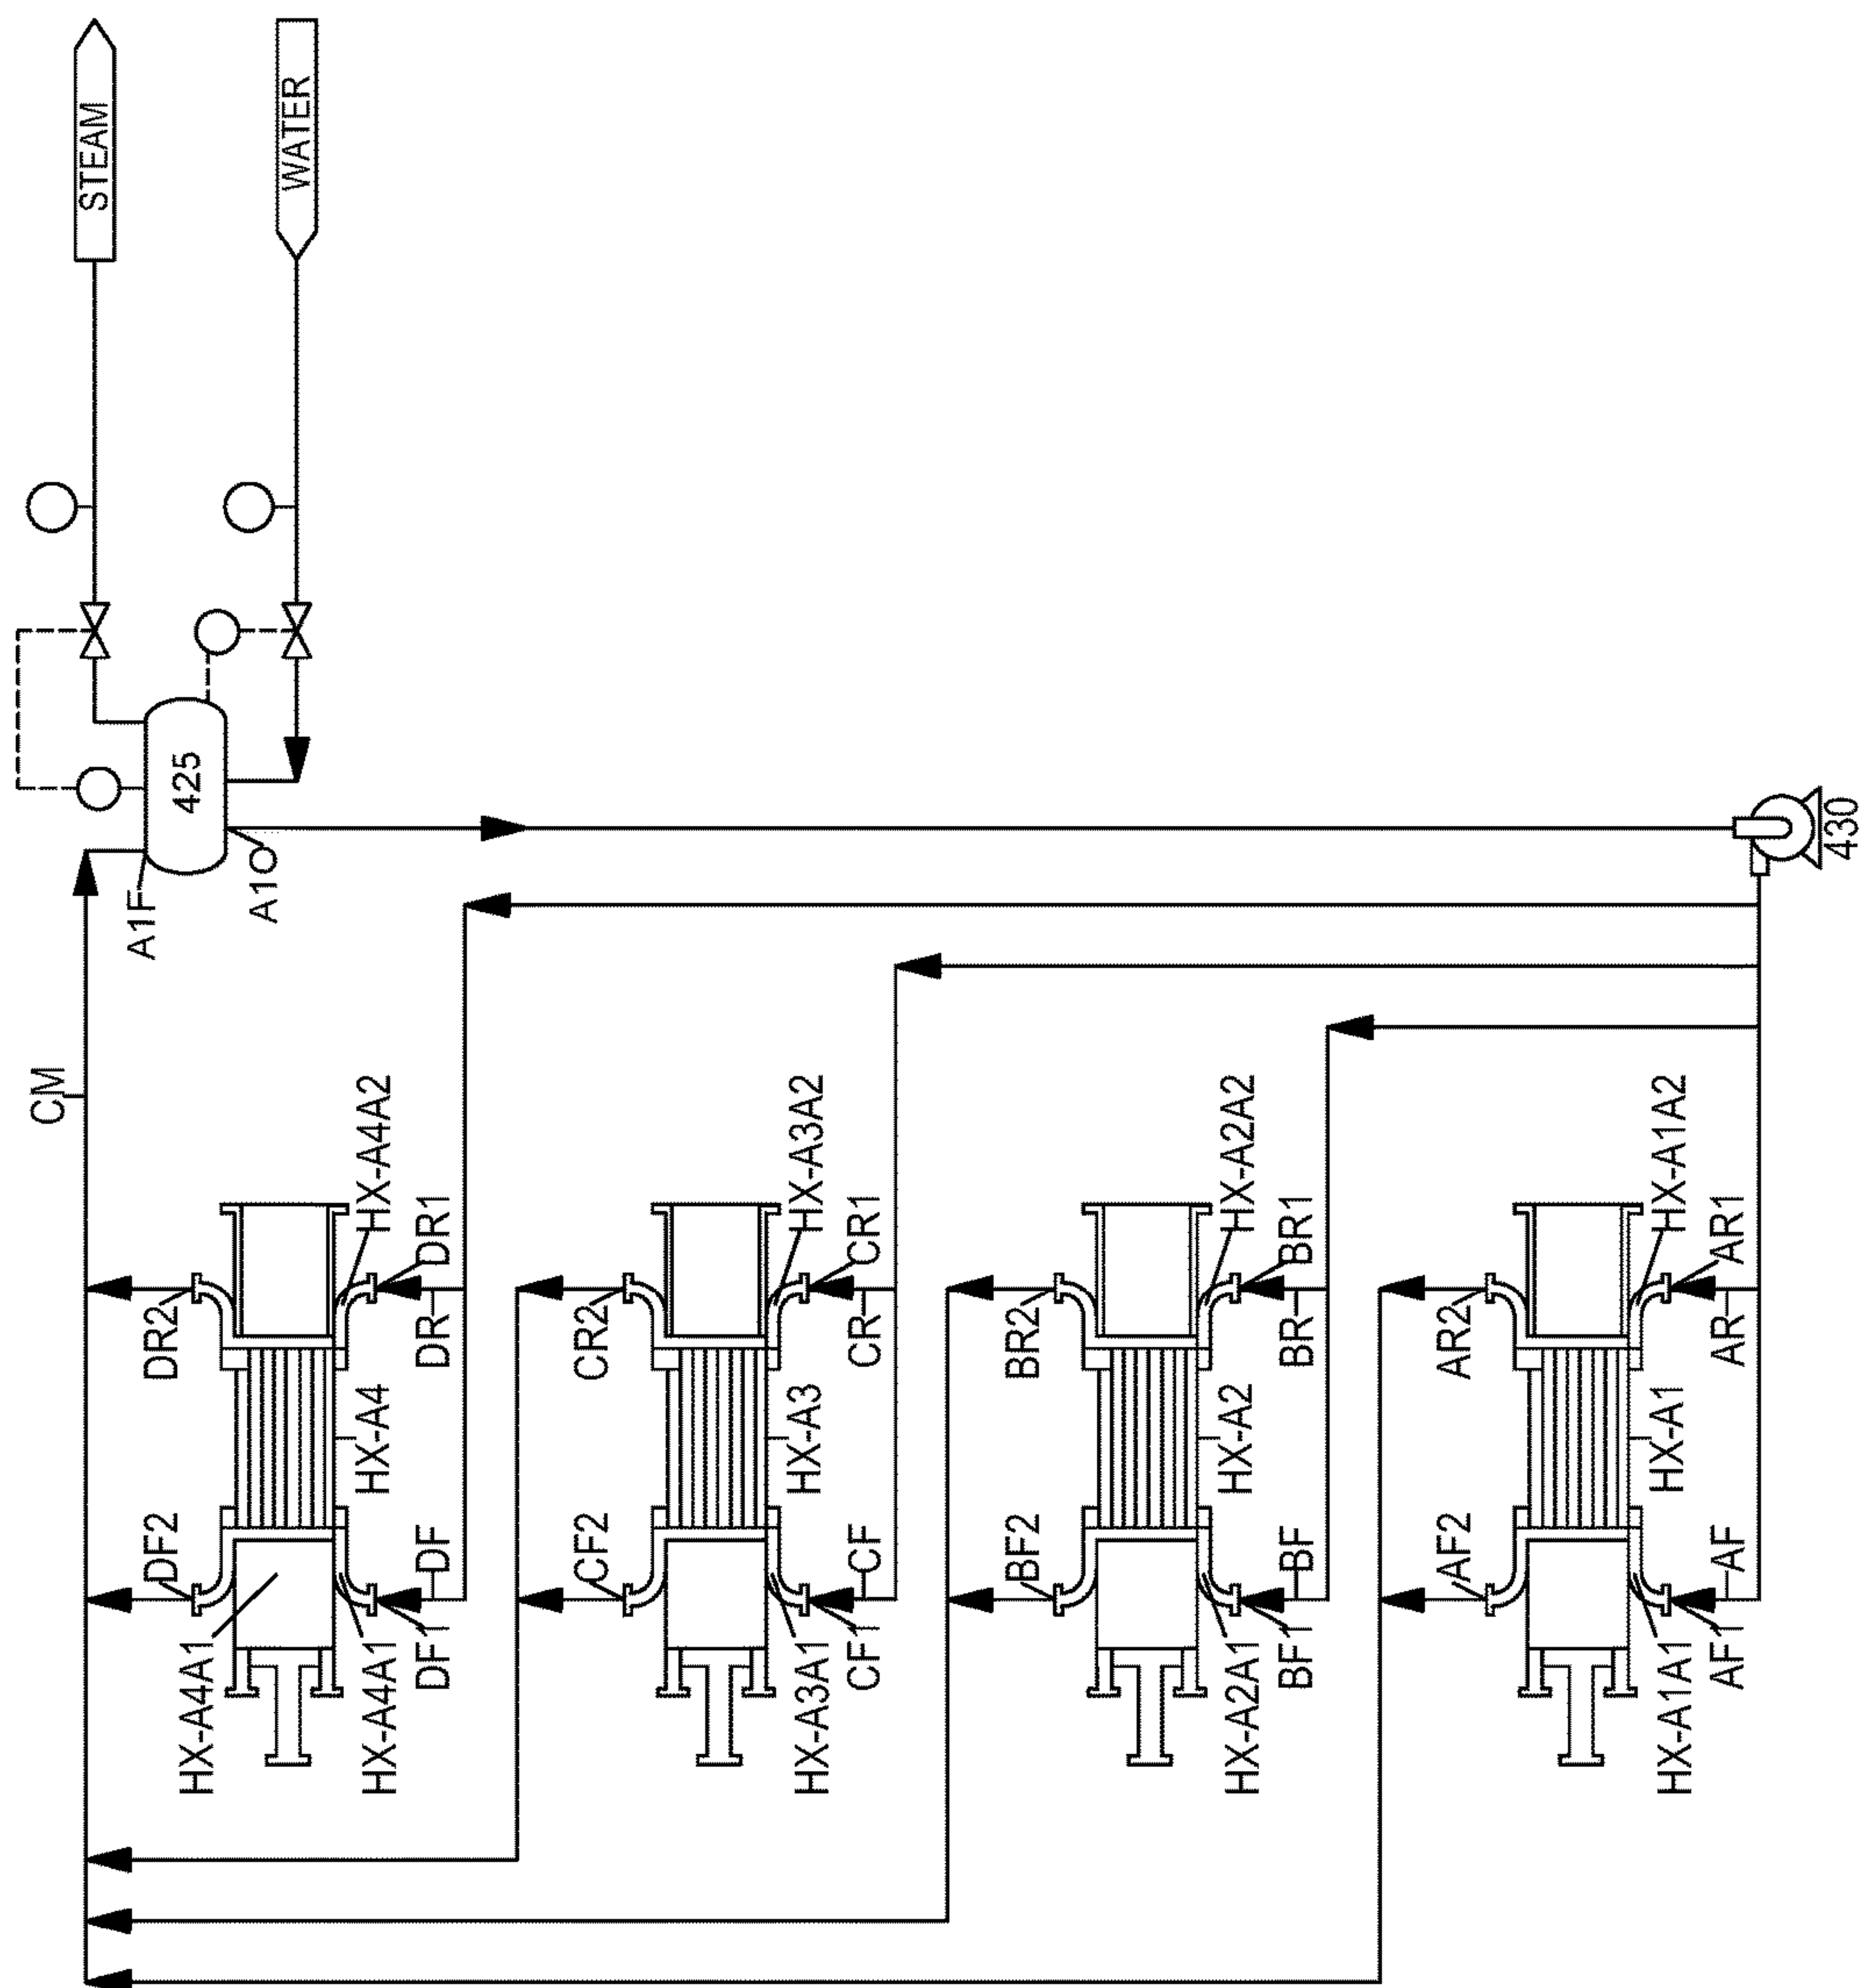 STEAM
WATER
425
A1F
A1O
CM
430
DR2
HX-A4A2
DR1
DR
HX-A4
DF2
DF
HX-A4A1
HX-A4A1
DF1
CR2
HX-A3A2
CR1
CR
HX-A3
CF2
CF
HX-A3A1
CF1
BR2
HX-A2A2
BR1
BR
HX-A2
BF2
BF
HX-A2A1
BF1
AR2
HX-A1A2
AR1
AR
HX-A1
AF2
AF
HX-A1A1
AF1